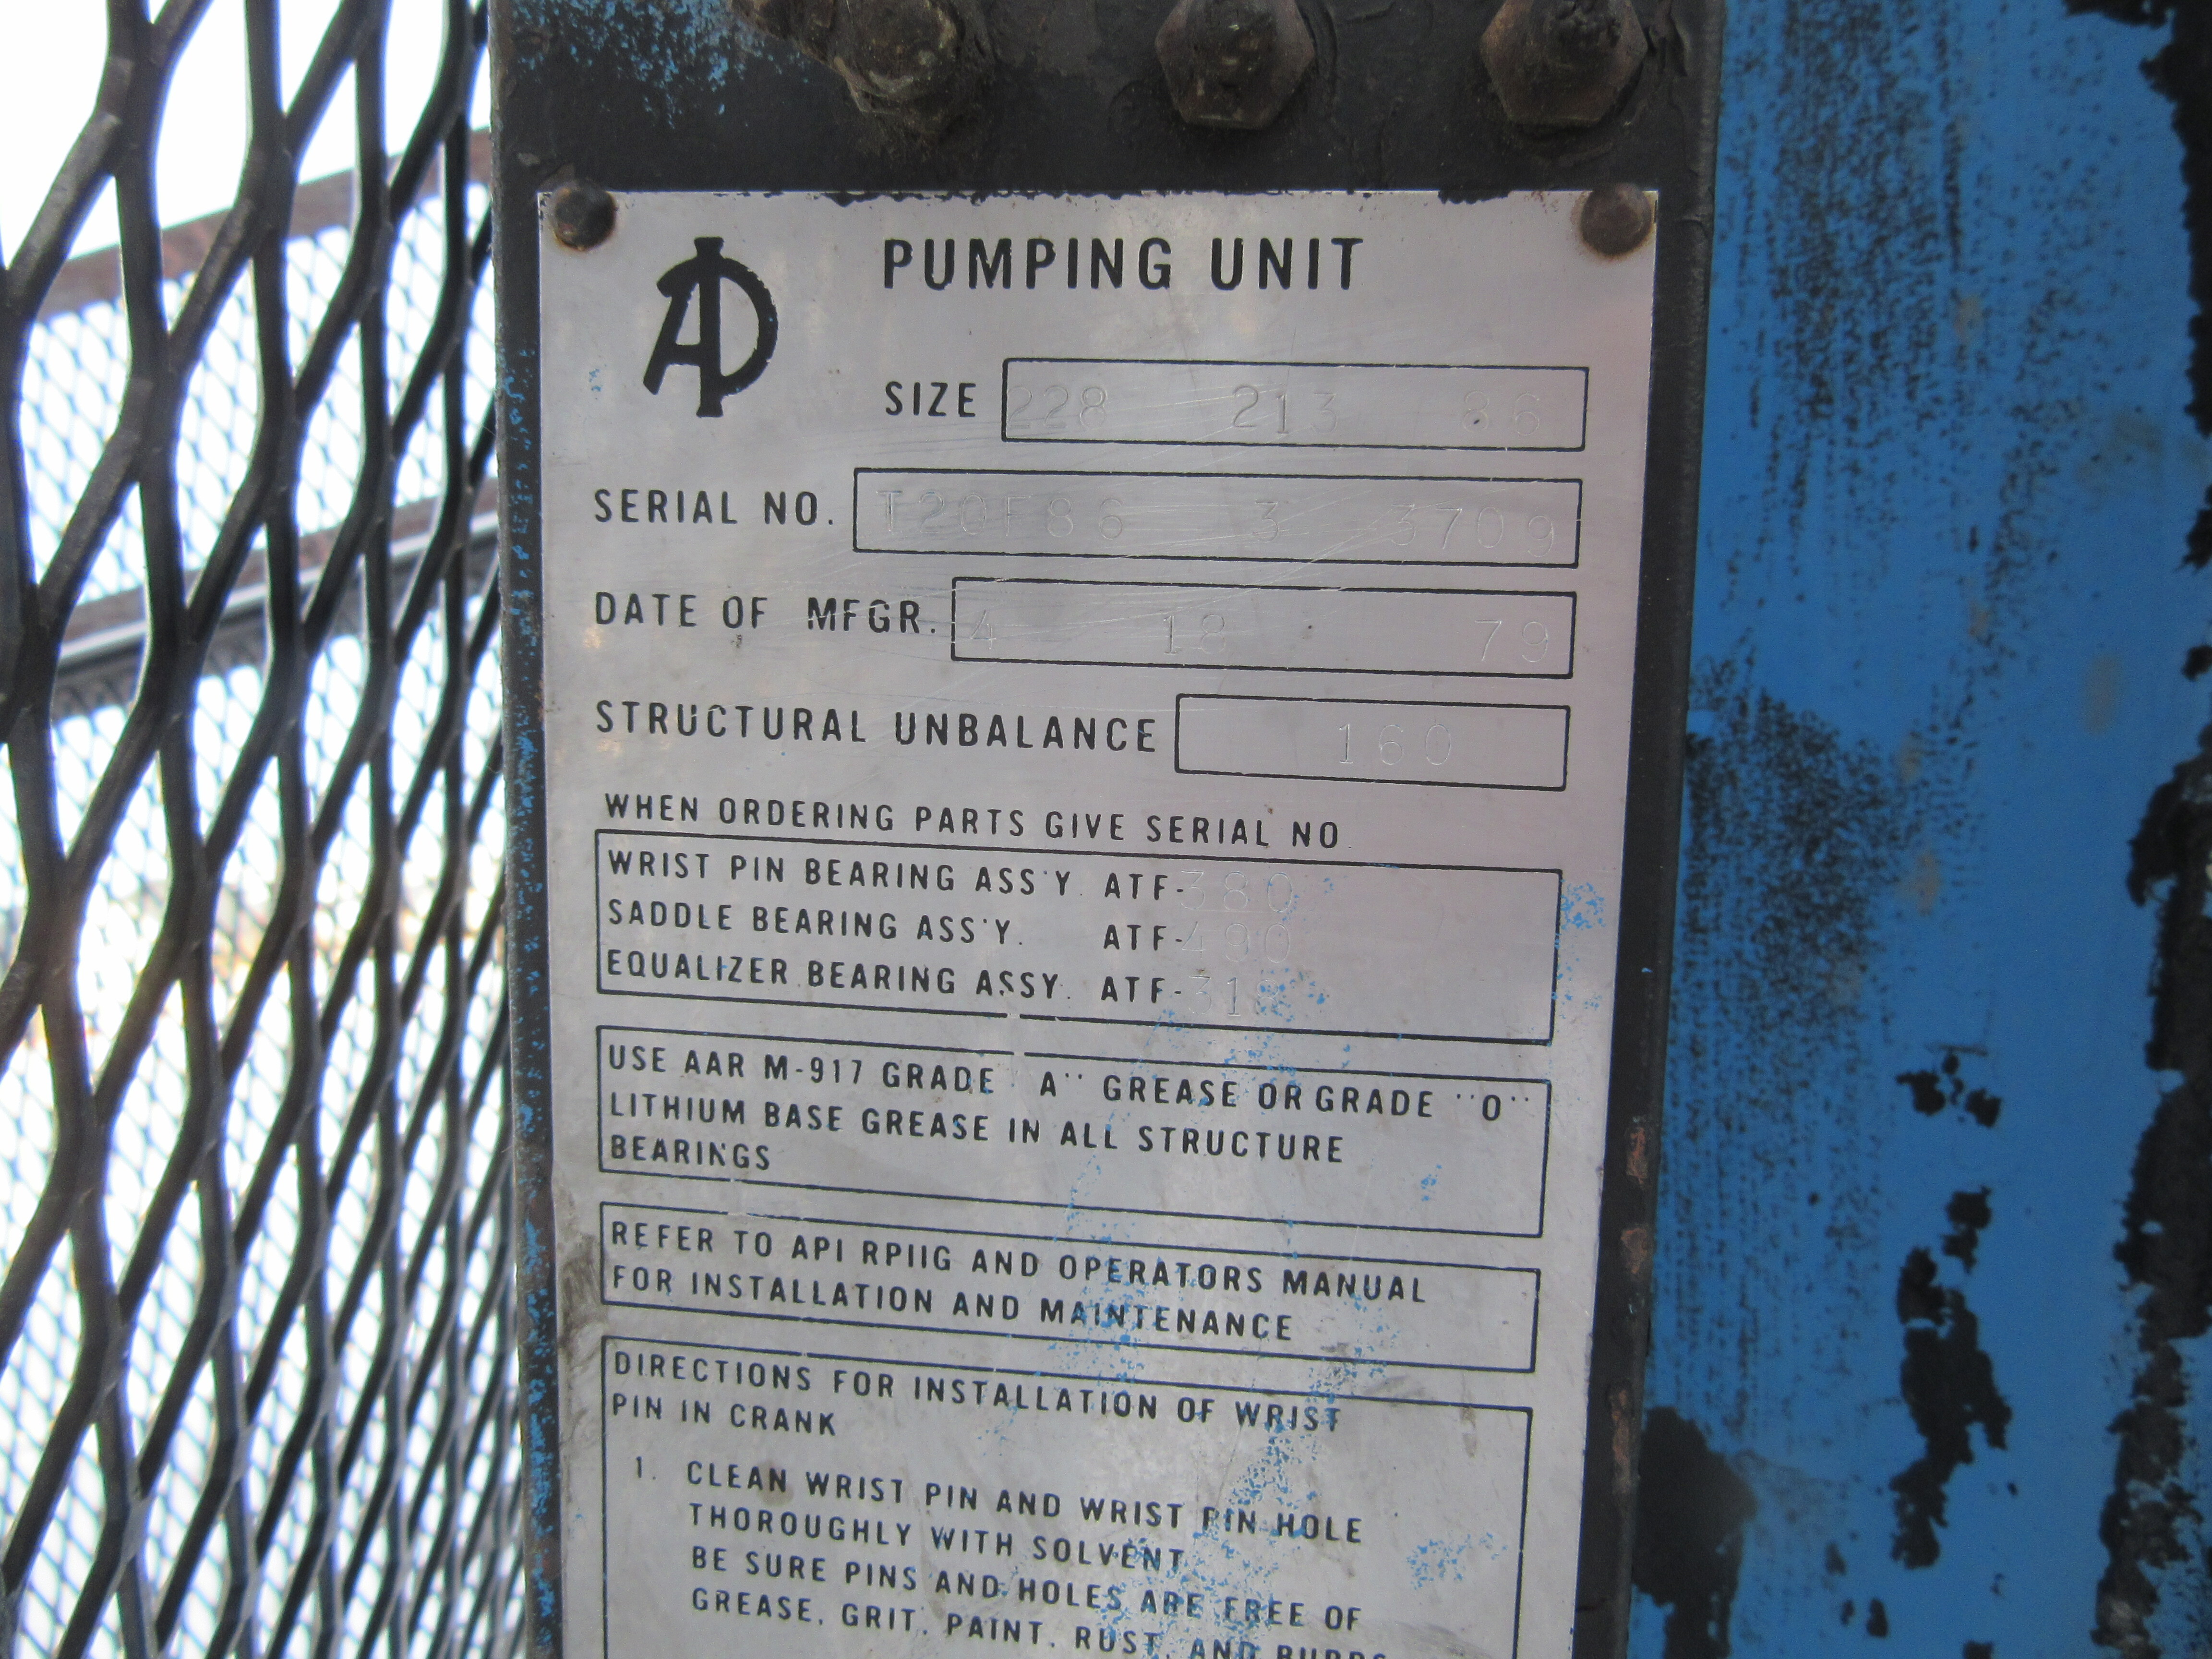 AD
PUMPING UNIT
SIZE 228 213 86
SERIAL NO. T20F86 3 3709
DATE OF MFGR. 4 18 79
STRUCTURAL UNBALANCE 160
WHEN ORDERING PARTS GIVE SERIAL NO.
WRIST PIN BEARING ASS'Y. ATF-380
SADDLE BEARING ASS'Y. ATF-490
EQUALIZER BEARING ASSY. ATF-318
USE AAR M-917 GRADE "A" GREASE OR GRADE "O"
LITHIUM BASE GREASE IN ALL STRUCTURE
BEARINGS
REFER TO API RPIIG AND OPERATORS MANUAL
FOR INSTALLATION AND MAINTENANCE
DIRECTIONS FOR INSTALLATION OF WRIST
PIN IN CRANK
1. CLEAN WRIST PIN AND WRIST PIN HOLE
THOROUGHLY WITH SOLVENT.
BE SURE PINS AND HOLES ARE FREE OF
GREASE, GRIT, PAINT, RUST, AND BURRS